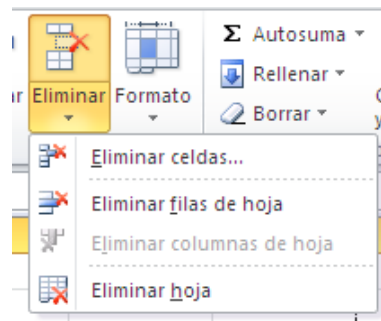 Σ Autosuma
Rellenar
Eliminar Formato
Borrar
Eliminar celdas...
Eliminar filas de hoja
Eliminar columnas de hoja
Eliminar hoja